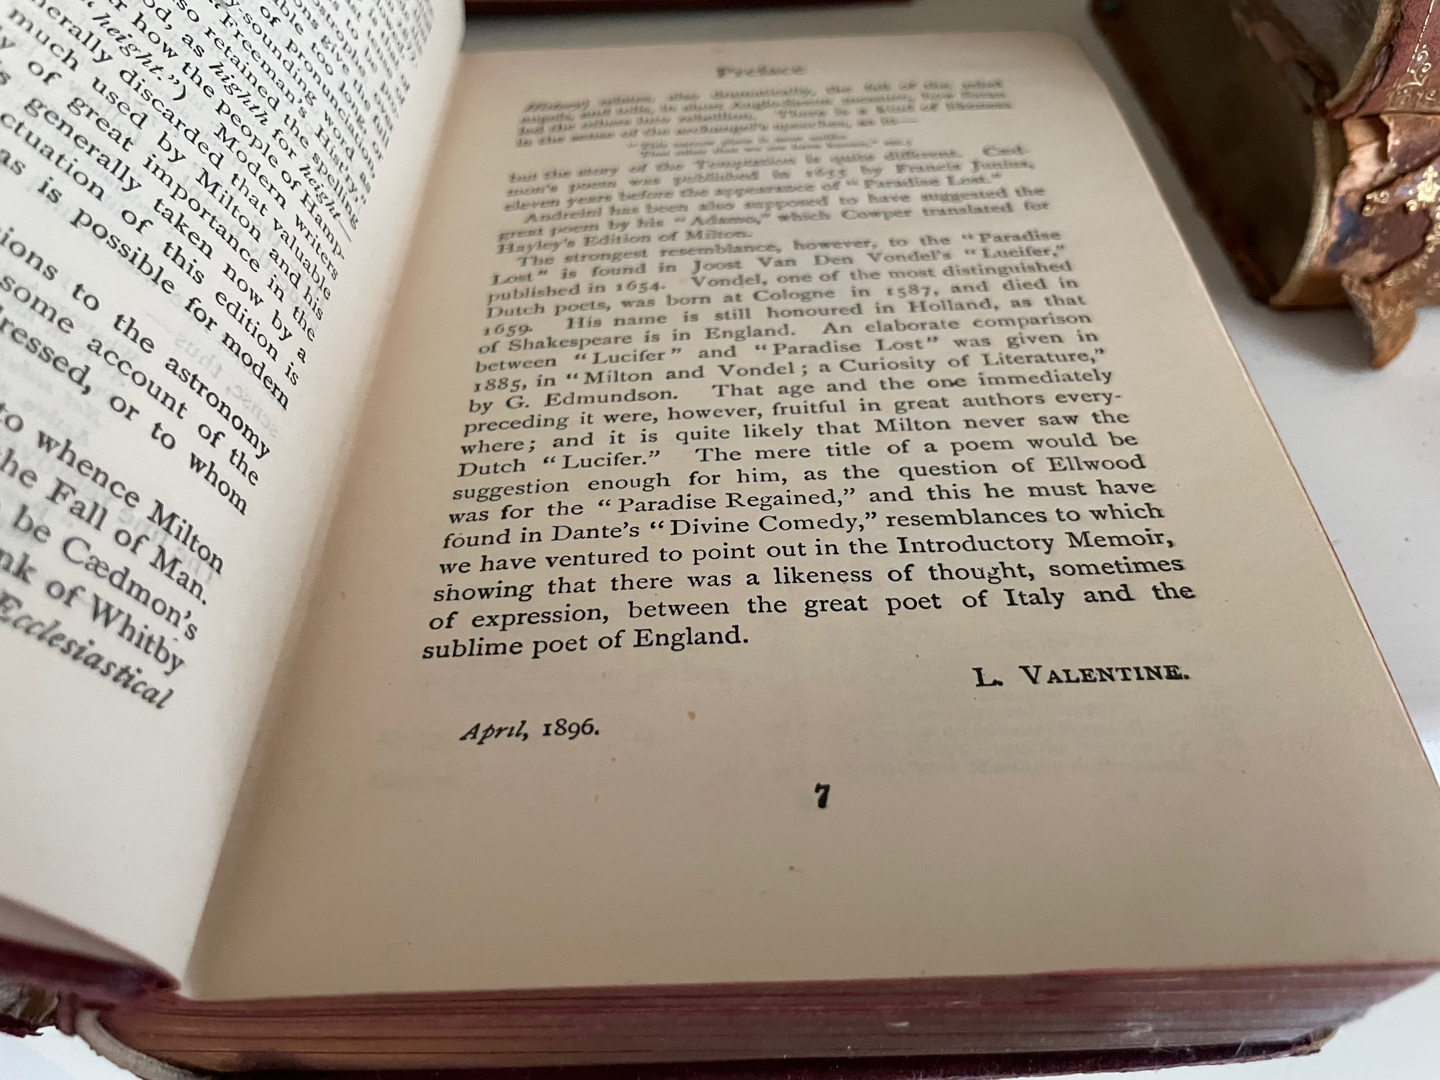 ople of Hamp-
Modern writers
discarded that valuable
much used by Milton and his
of great importance in the
generally taken now by a
ctuation of this edition is
as is possible for modern
ions to the astronomy
some account of the
ressed, or to whom
to whence Milton
he Fall of Man.
be Cædmon's
nk of Whitby
Ecclesiastical
Preface
but the story of the Temptation is quite different. Cæd-
mon's poem was published in 1655 by Francis Junius,
eleven years before the appearance of "Paradise Lost."
Andreini has been also supposed to have suggested the
great poem by his "Adamo," which Cowper translated for
Hayley's Edition of Milton.
The strongest resemblance, however, to the "Paradise
Lost" is found in Joost Van Den Vondel's "Lucifer,"
published in 1654. Vondel, one of the most distinguished
Dutch poets, was born at Cologne in 1587, and died in
1659. His name is still honoured in Holland, as that
of Shakespeare is in England. An elaborate comparison
between "Lucifer" and "Paradise Lost" was given in
1885, in "Milton and Vondel; a Curiosity of Literature,"
by G. Edmundson. That age and the one immediately
preceding it were, however, fruitful in great authors every-
where; and it is quite likely that Milton never saw the
Dutch "Lucifer." The mere title of a poem would be
suggestion enough for him, as the question of Ellwood
was for the "Paradise Regained," and this he must have
found in Dante's "Divine Comedy," resemblances to which
we have ventured to point out in the Introductory Memoir,
showing that there was a likeness of thought, sometimes
of expression, between the great poet of Italy and the
sublime poet of England.
L. VALENTINE.
April, 1896.
7